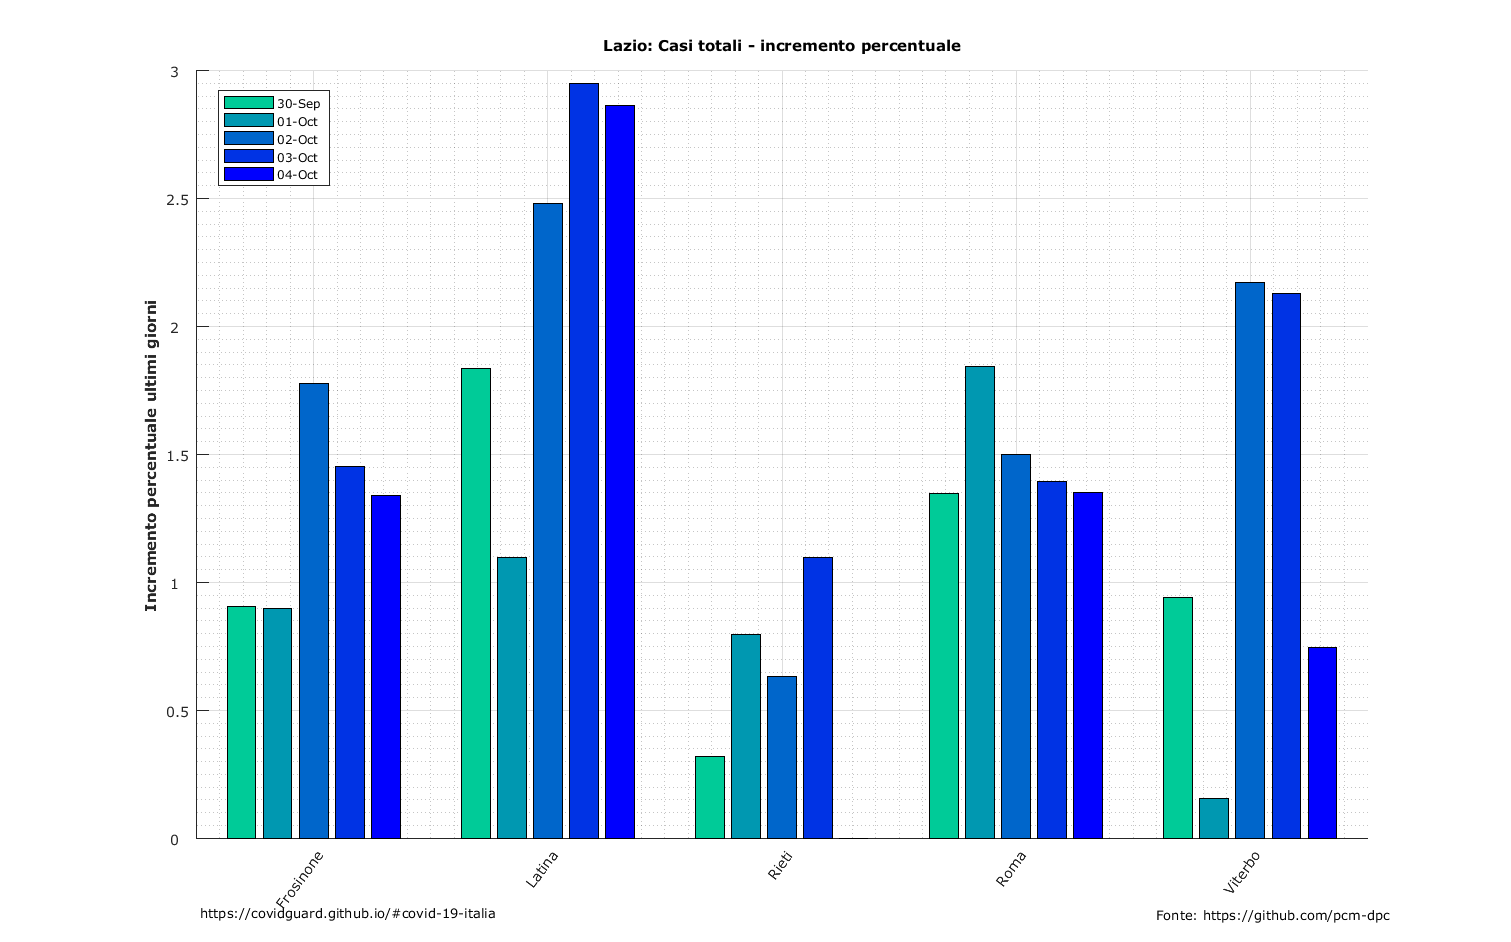 Lazio: Casi totali - incremento percentuale
3
2.5
2
1.5
1
0.5
0
Incremento percentuale ultimi giorni
30-Sep
01-Oct
02-Oct
03-Oct
04-Oct
Frosinone
Latina
Rieti
Roma
Viterbo
https://covidguard.github.io/#covid-19-italia
Fonte: https://github.com/pcm-dpc